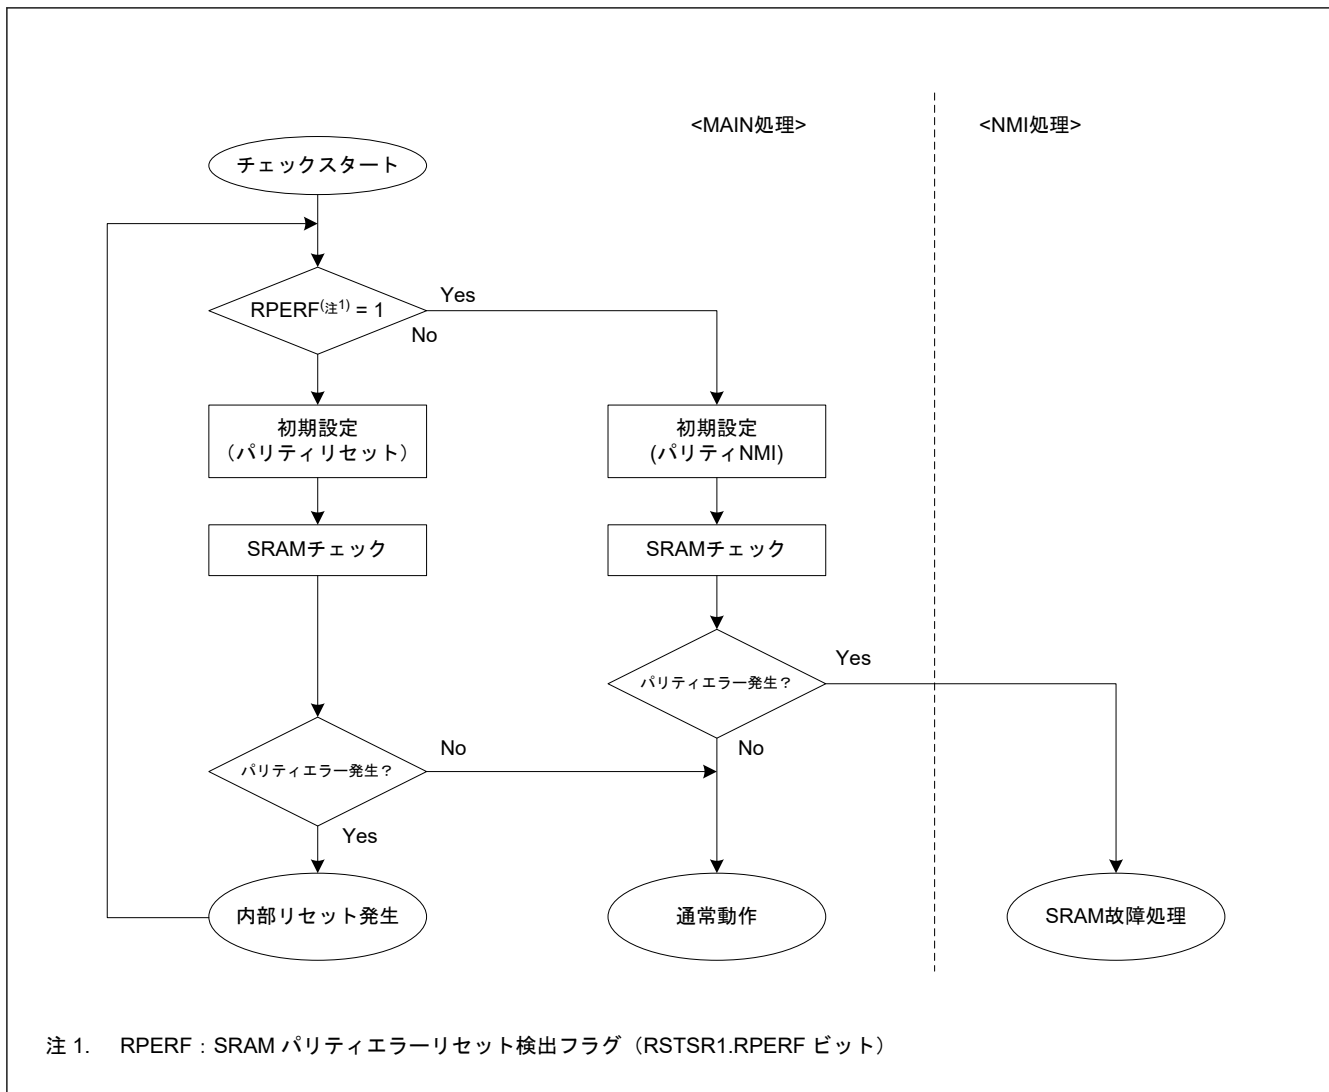 <MAIN処理>
<NMI処理>
チェックスタート
RPERF(注1) = 1
Yes
No
初期設定
（パリティリセット）
初期設定
(パリティNMI)
SRAMチェック
SRAMチェック
パリティエラー発生？
Yes
No
パリティエラー発生？
No
Yes
内部リセット発生
通常動作
SRAM故障処理
注 1. RPERF：SRAM パリティエラーリセット検出フラグ（RSTSR1.RPERF ビット）